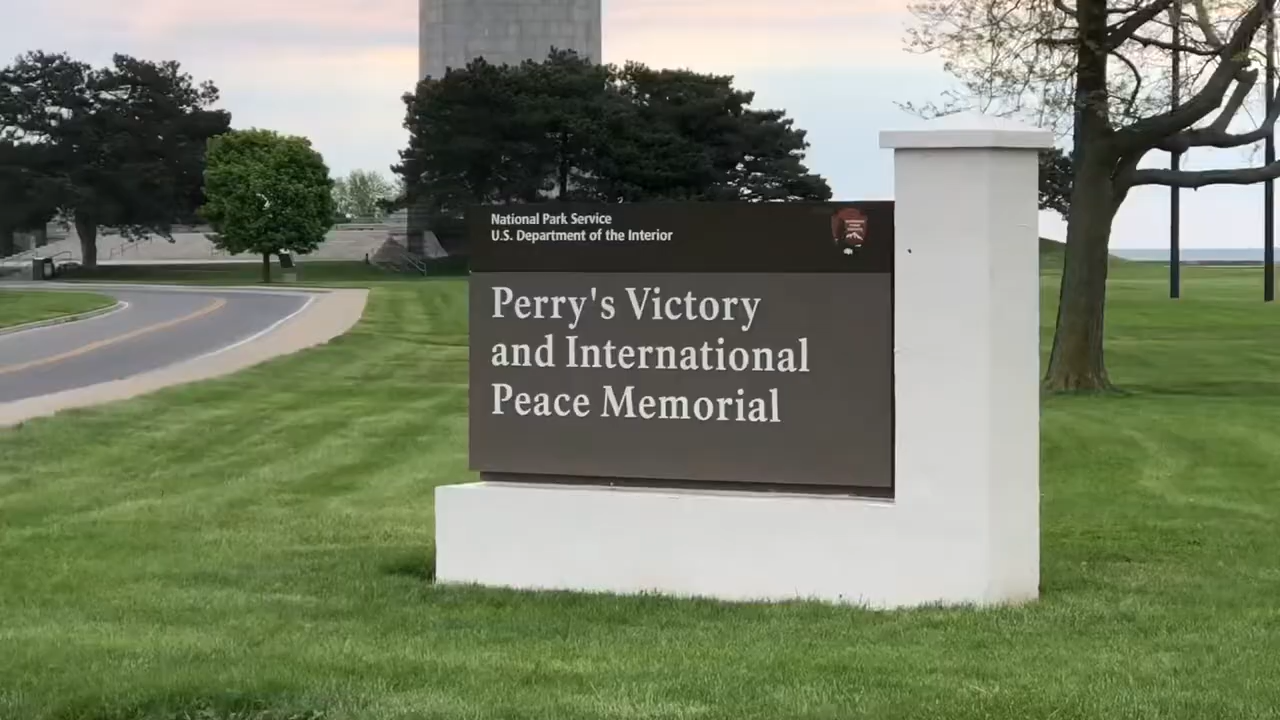 National Park Service
U.S. Department of the Interior
Perry's Victory
and International
Peace Memorial